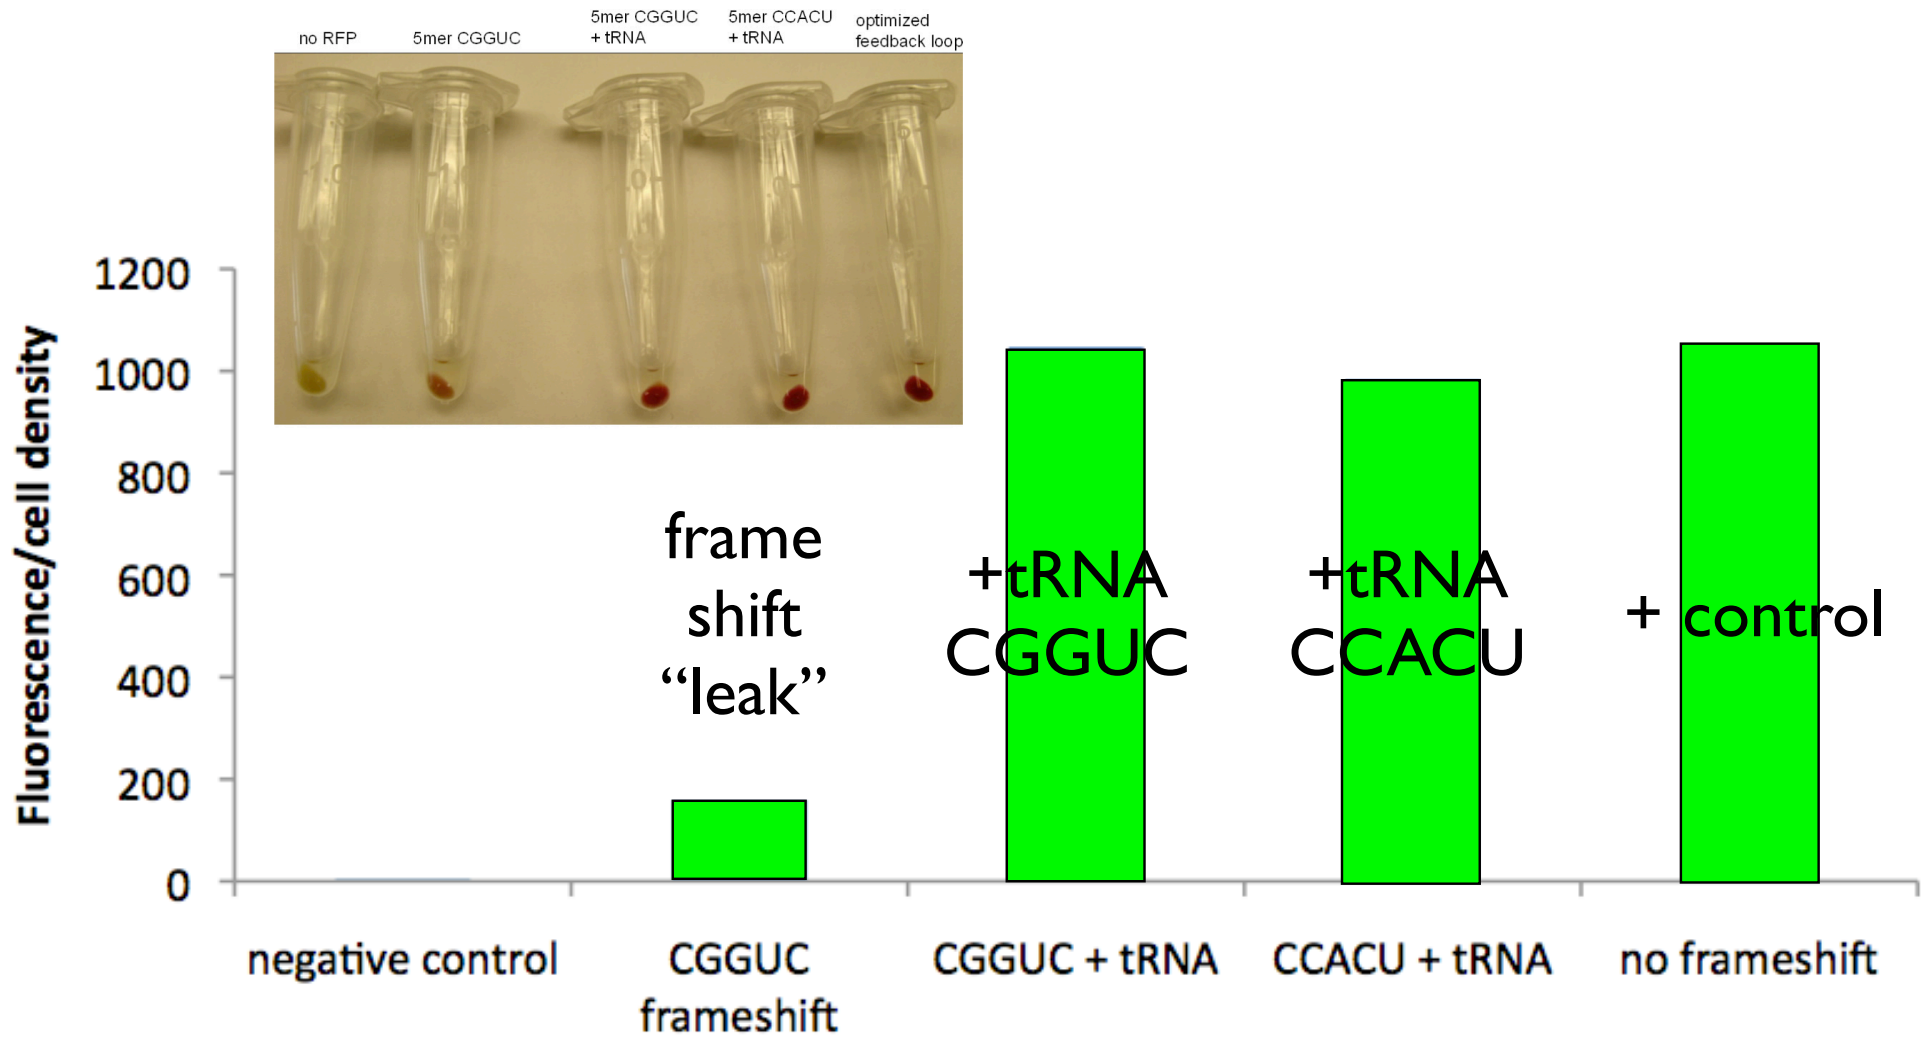 no RFP
5mer CGGUC
5mer CGGUC
+ tRNA
5mer CCACU
+ tRNA
optimized
feedback loop
Fluorescence/cell density
1200
1000
800
600
400
200
0
frame
shift
“leak”
+tRNA
CGGUC
+tRNA
CCACU
+ control
negative control
CGGUC
frameshift
CGGUC + tRNA
CCACU + tRNA
no frameshift